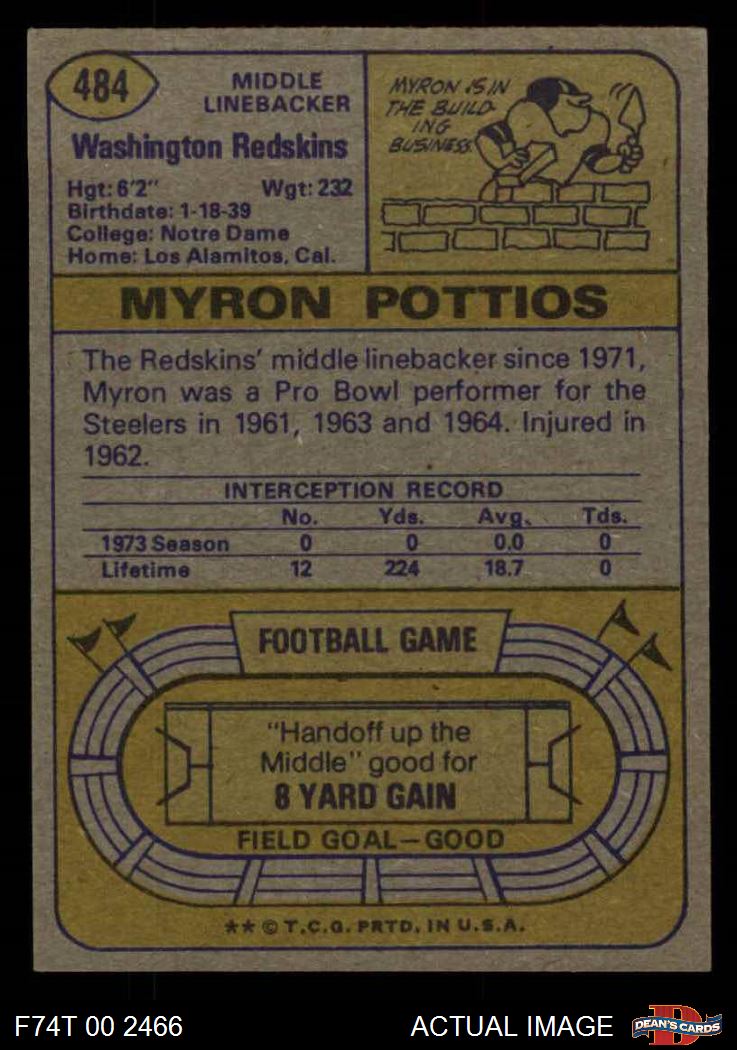 484
MIDDLE
LINEBACKER
Washington Redskins
Hgt: 6'2" Wgt: 232
Birthdate: 1-18-39
College: Notre Dame
Home: Los Alamitos, Cal.
MYRON IS IN
THE BUILD-
ING
BUSINESS.
MYRON POTTIOS
The Redskins' middle linebacker since 1971,
Myron was a Pro Bowl performer for the
Steelers in 1961, 1963 and 1964. Injured in
1962.
INTERCEPTION RECORD
No. Yds. Avg. Tds.
1973 Season 0 0 0.0 0
Lifetime 12 224 18.7 0
FOOTBALL GAME
"Handoff up the
Middle" good for
8 YARD GAIN
FIELD GOAL—GOOD
** © T.C.G. PRTD. IN U.S.A.
F74T 00 2466 ACTUAL IMAGE
DEAN'S CARDS